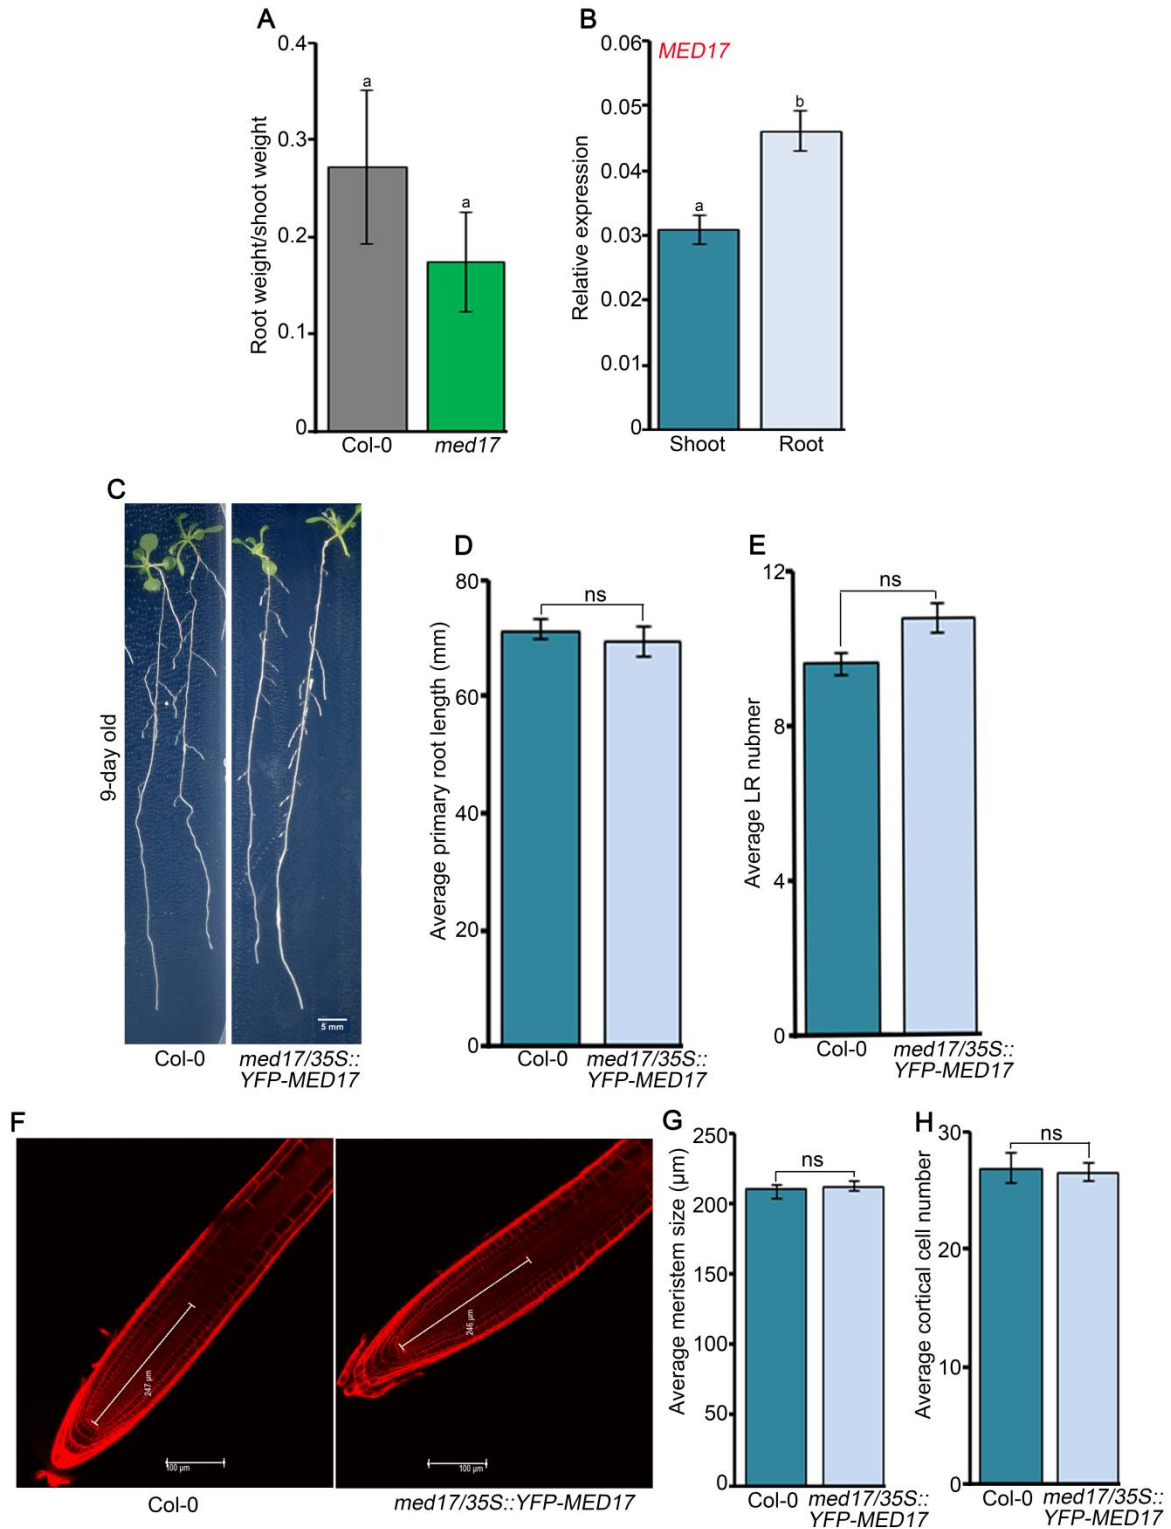 A
0.4
0.3
0.2
0.1
0
Root weight/shoot weight
a
a
Col-0
med17
B
0.06
0.05
0.04
0.03
0.02
0.01
0
Relative expression
MED17
a
b
Shoot
Root
C
9-day old
5 mm
Col-0
med17/35S::
YFP-MED17
D
80
60
40
20
0
Average primary root length (mm)
ns
Col-0
med17/35S::
YFP-MED17
E
12
8
4
0
Average LR nubmer
ns
Col-0
med17/35S::
YFP-MED17
F
247 µm
100 µm
Col-0
246 µm
100 µm
med17/35S::YFP-MED17
G
250
200
150
100
50
0
Average meristem size (µm)
ns
Col-0
med17/35S::
YFP-MED17
H
30
20
10
0
Average cortical cell number
ns
Col-0
med17/35S::
YFP-MED17